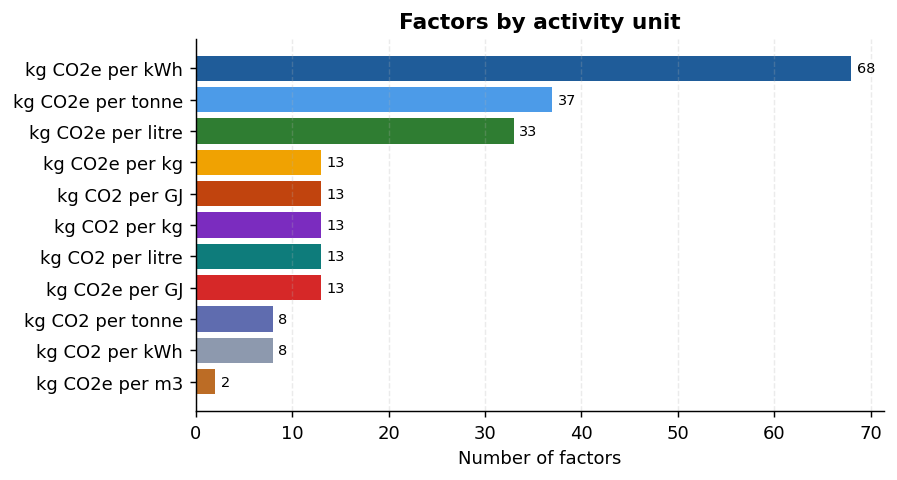 Factors by activity unit
kg CO2e per kWh 68
kg CO2e per tonne 37
kg CO2e per litre 33
kg CO2e per kg 13
kg CO2 per GJ 13
kg CO2 per kg 13
kg CO2 per litre 13
kg CO2e per GJ 13
kg CO2 per tonne 8
kg CO2 per kWh 8
kg CO2e per m3 2
0 10 20 30 40 50 60 70
Number of factors